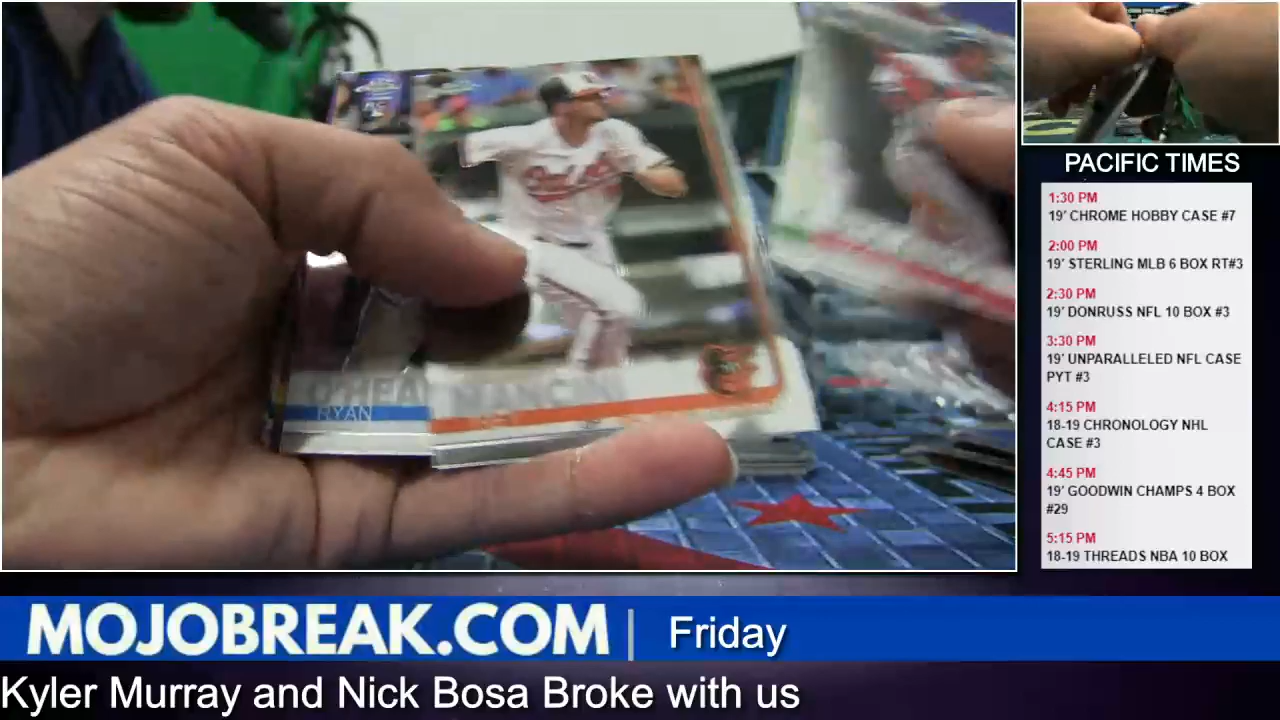 PACIFIC TIMES
1:30 PM
19' CHROME HOBBY CASE #7
2:00 PM
19' STERLING MLB 6 BOX RT#3
2:30 PM
19' DONRUSS NFL 10 BOX #3
3:30 PM
19' UNPARALLELED NFL CASE
PYT #3
4:15 PM
18-19 CHRONOLOGY NHL
CASE #3
4:45 PM
19' GOODWIN CHAMPS 4 BOX
#29
5:15 PM
18-19 THREADS NBA 10 BOX
O'HEA
RYAN
MANCINI
MOJOBREAK.COM | Friday
Kyler Murray and Nick Bosa Broke with us